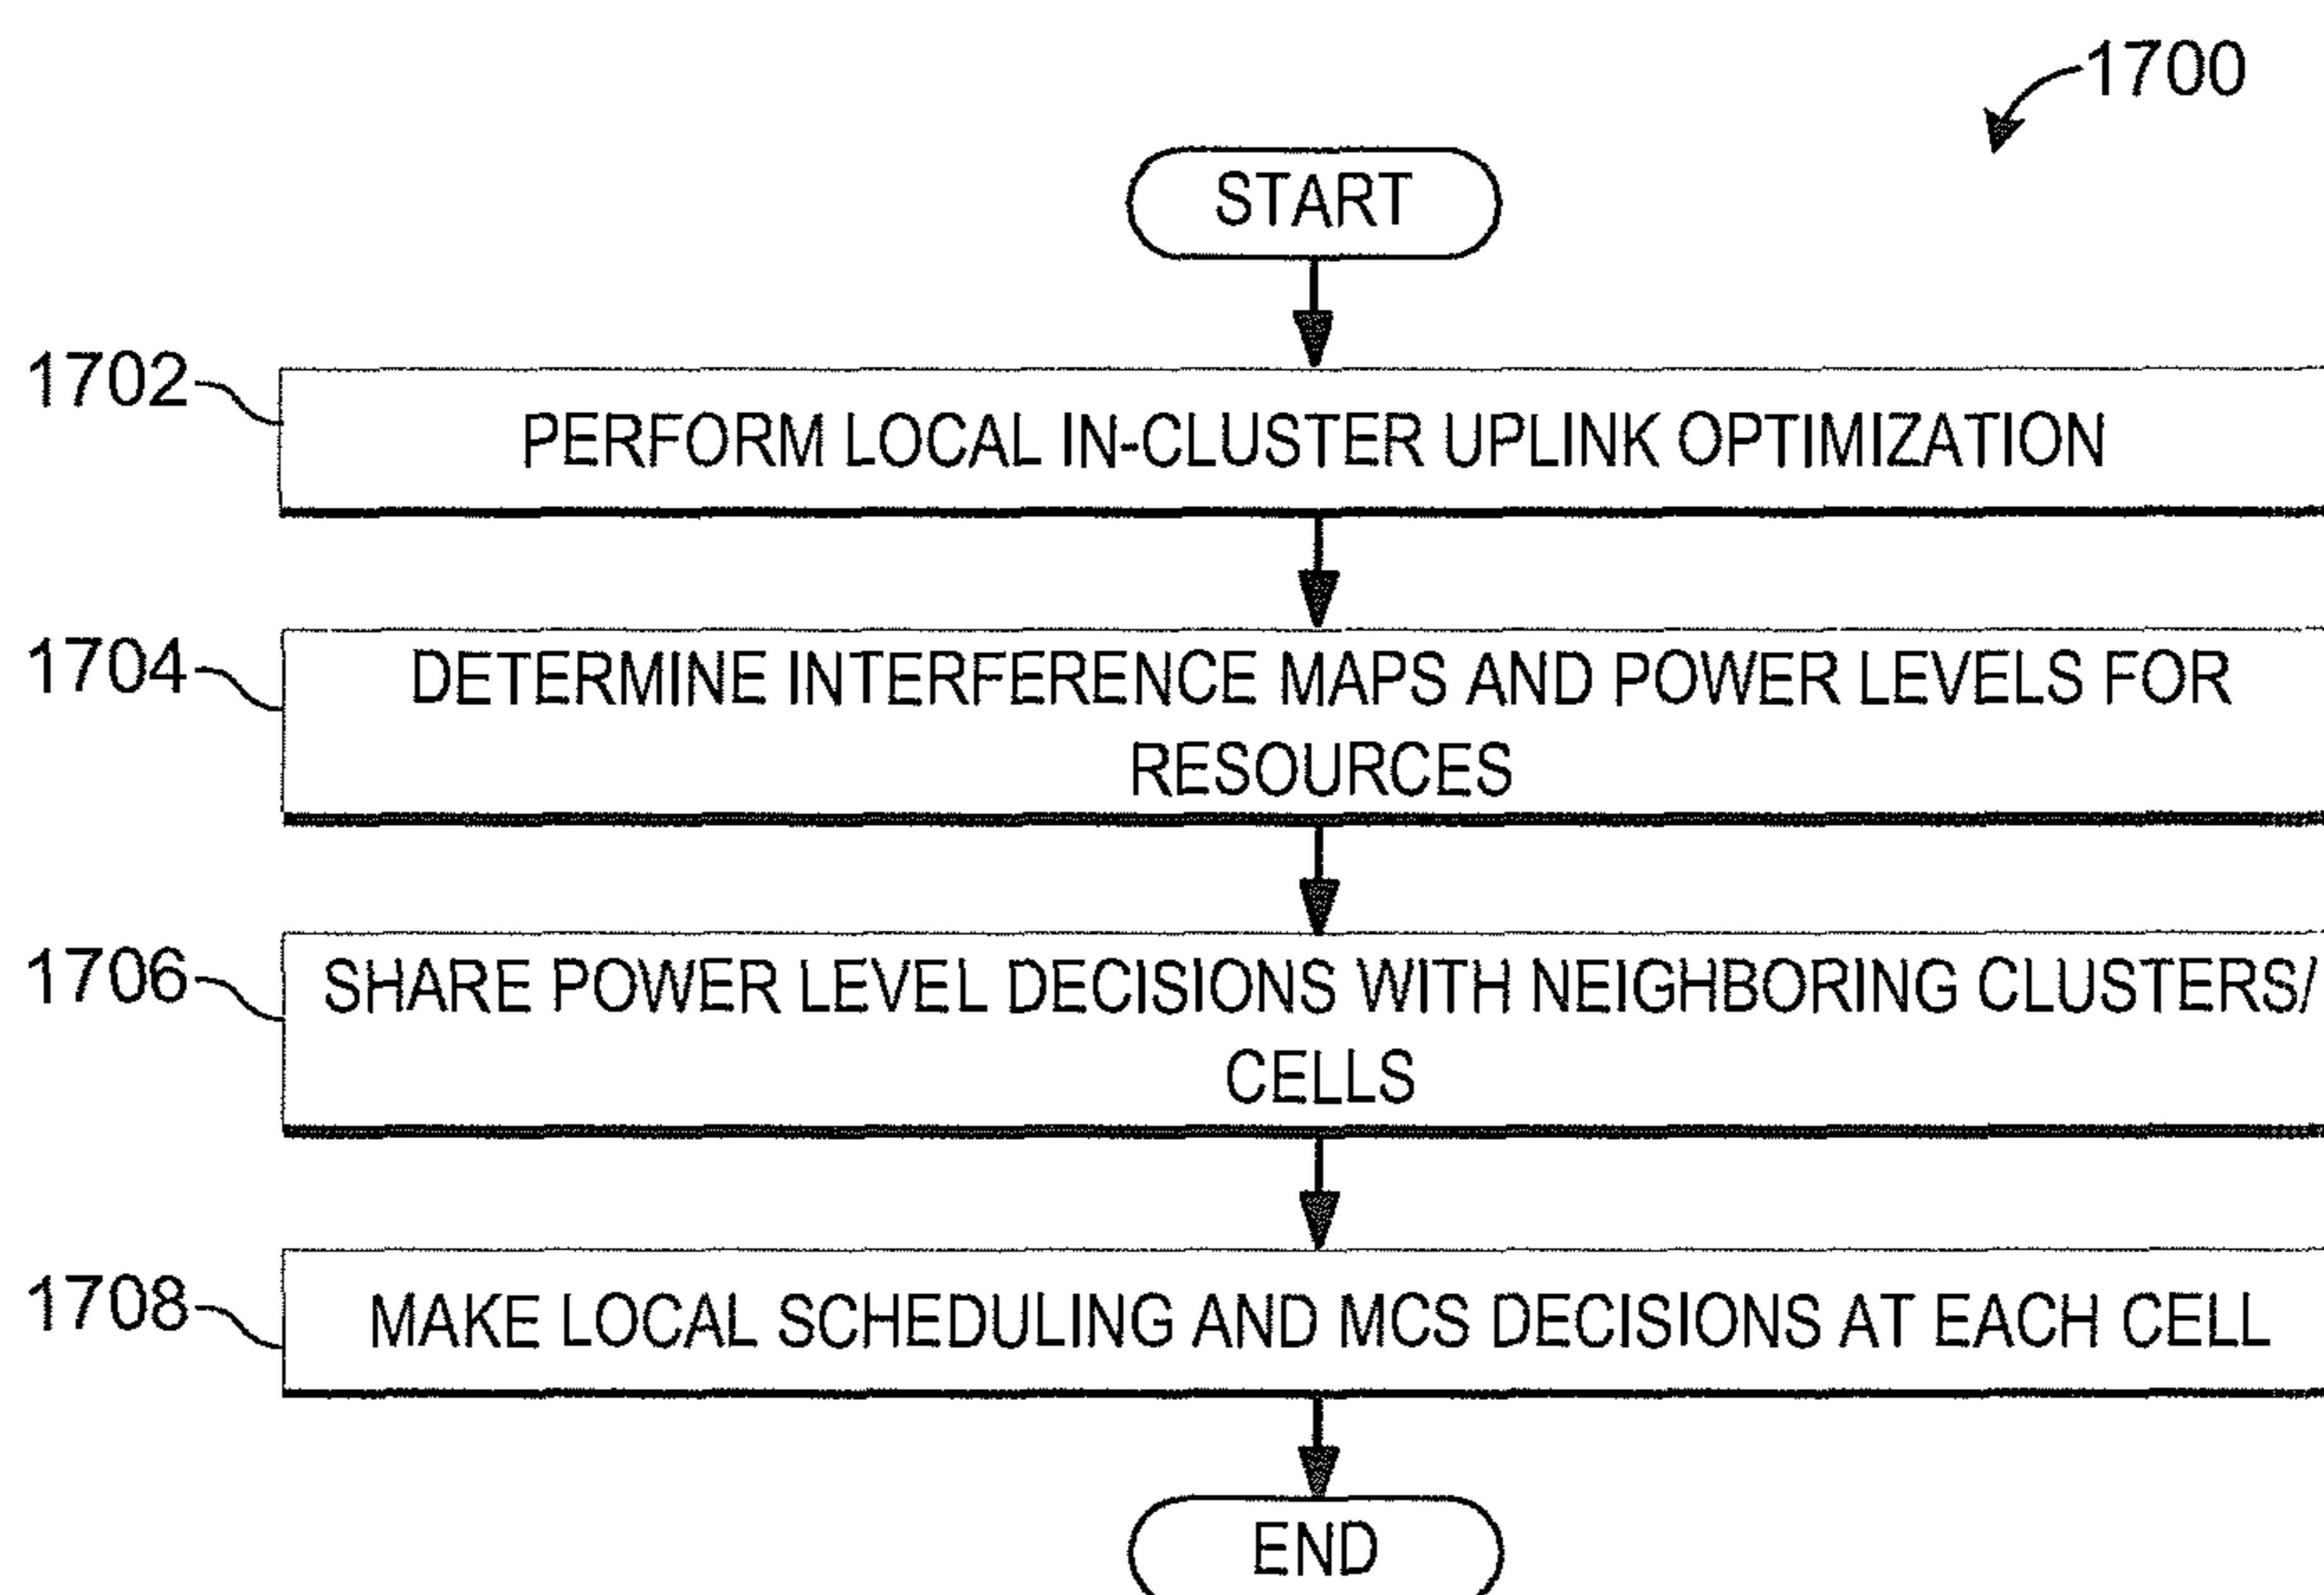 1700
START
1702
PERFORM LOCAL IN-CLUSTER UPLINK OPTIMIZATION
1704
DETERMINE INTERFERENCE MAPS AND POWER LEVELS FOR
RESOURCES
1706
SHARE POWER LEVEL DECISIONS WITH NEIGHBORING CLUSTERS/
CELLS
1708
MAKE LOCAL SCHEDULING AND MCS DECISIONS AT EACH CELL
END